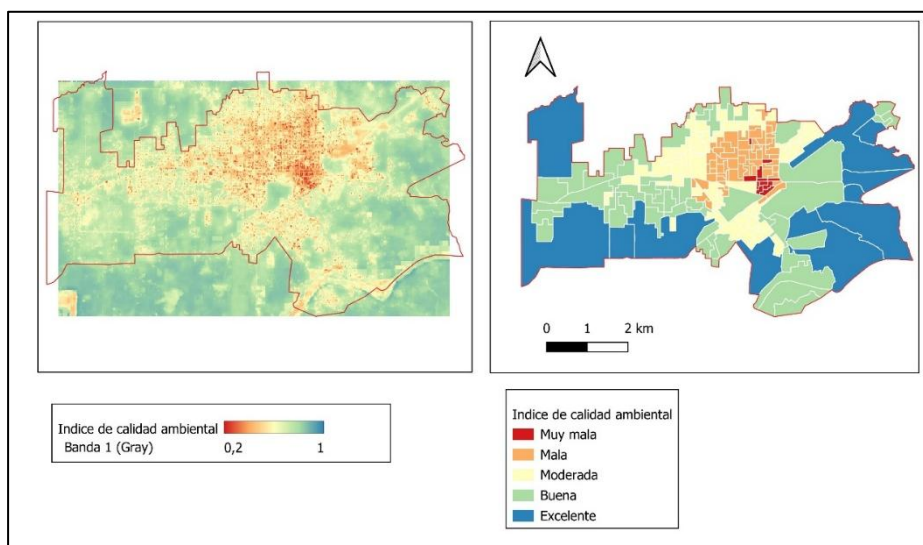 0 1 2 km
Indice de calidad ambiental
Banda 1 (Gray)
0,2 1
Indice de calidad ambiental
Muy mala
Mala
Moderada
Buena
Excelente